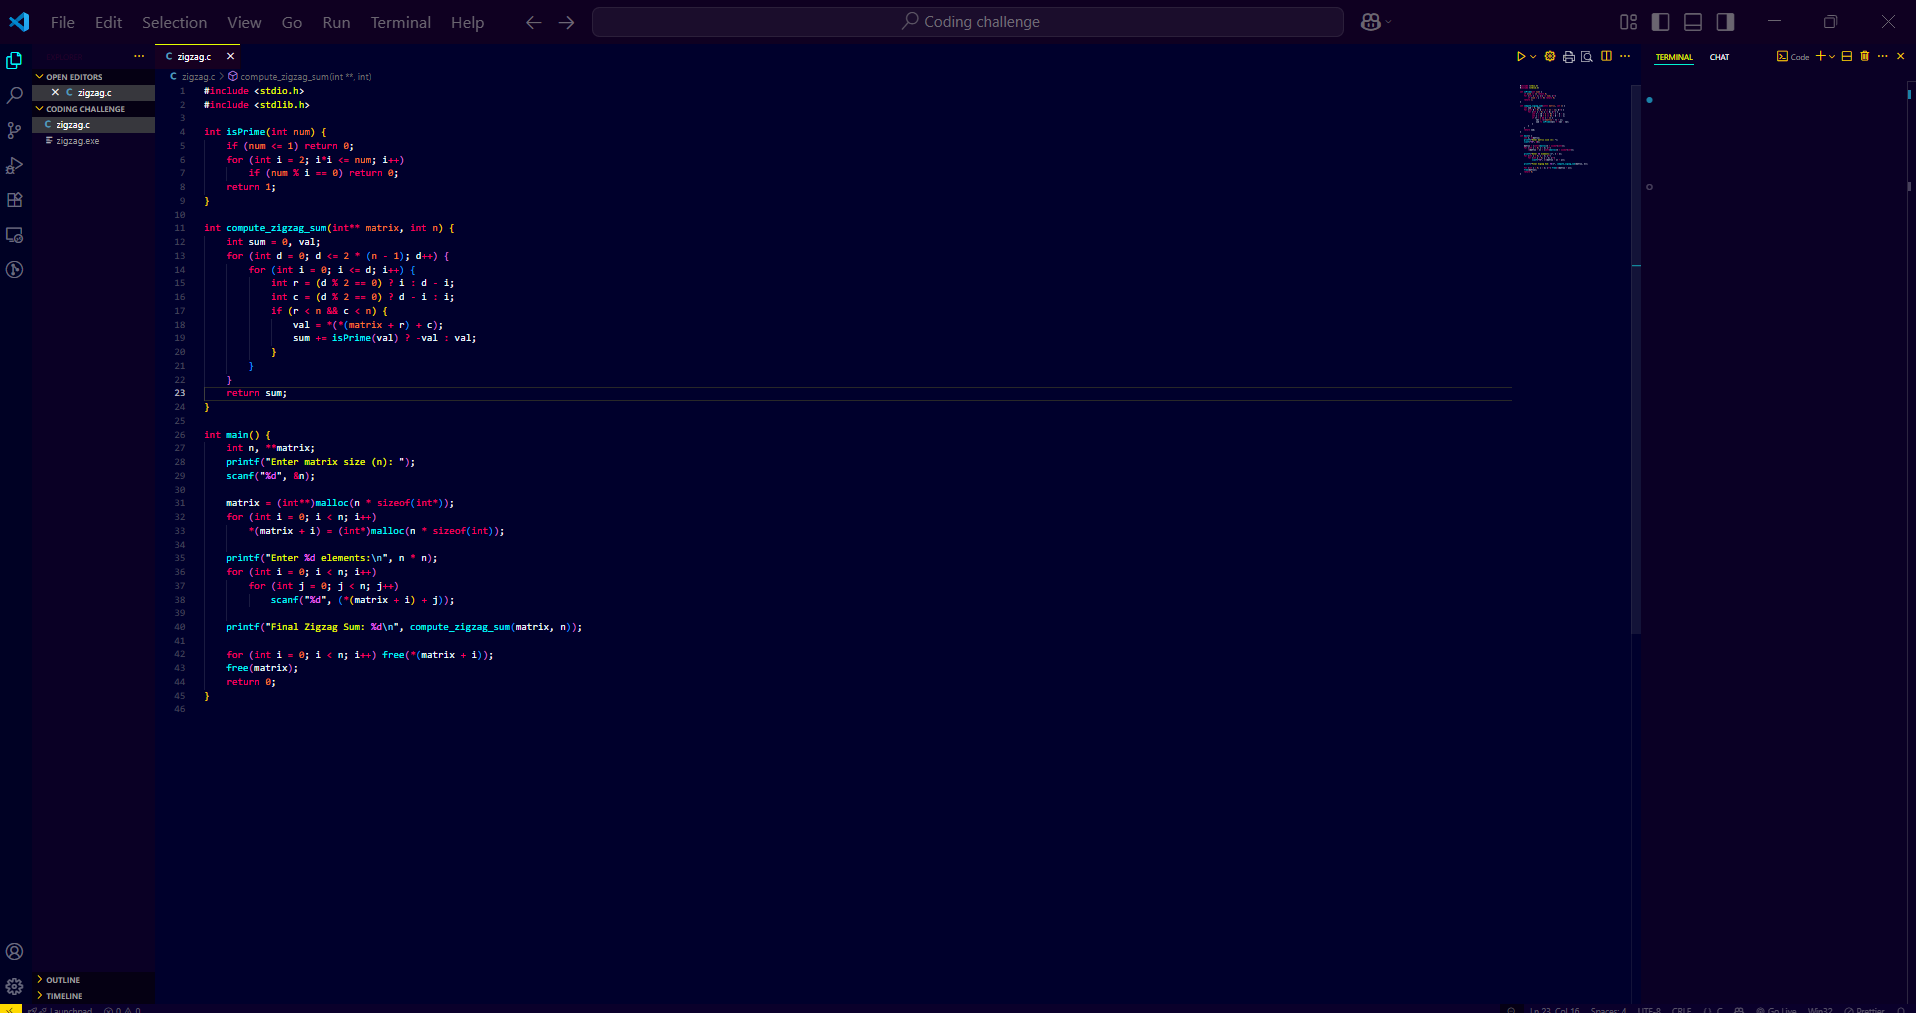 File Edit Selection View Go Run Terminal Help
Coding challenge
zigzag.c
TERMINAL CHAT
Code
OPEN EDITORS
zigzag.c
CODING CHALLENGE
zigzag.c
zigzag.exe
OUTLINE
TIMELINE
zigzag.c > compute_zigzag_sum(int **, int)
1 #include <stdio.h>
2 #include <stdlib.h>
3
4 int isPrime(int num) {
5 if (num <= 1) return 0;
6 for (int i = 2; i*i <= num; i++)
7 if (num % i == 0) return 0;
8 return 1;
9 }
10
11 int compute_zigzag_sum(int** matrix, int n) {
12 int sum = 0, val;
13 for (int d = 0; d <= 2 * (n - 1); d++) {
14 for (int i = 0; i <= d; i++) {
15 int r = (d % 2 == 0) ? i : d - i;
16 int c = (d % 2 == 0) ? d - i : i;
17 if (r < n && c < n) {
18 val = *(*(matrix + r) + c);
19 sum += isPrime(val) ? -val : val;
20 }
21 }
22 }
23 return sum;
24 }
25
26 int main() {
27 int n, **matrix;
28 printf("Enter matrix size (n): ");
29 scanf("%d", &n);
30
31 matrix = (int**)malloc(n * sizeof(int*));
32 for (int i = 0; i < n; i++)
33 *(matrix + i) = (int*)malloc(n * sizeof(int));
34
35 printf("Enter %d elements:\n", n * n);
36 for (int i = 0; i < n; i++)
37 for (int j = 0; j < n; j++)
38 scanf("%d", (*(matrix + i) + j));
39
40 printf("Final Zigzag Sum: %d\n", compute_zigzag_sum(matrix, n));
41
42 for (int i = 0; i < n; i++) free(*(matrix + i));
43 free(matrix);
44 return 0;
45 }
46
Launchpad 0 0 Ln 23, Col 16 Spaces: 4 UTF-8 CRLF {} C Go Live Win32 Prettier